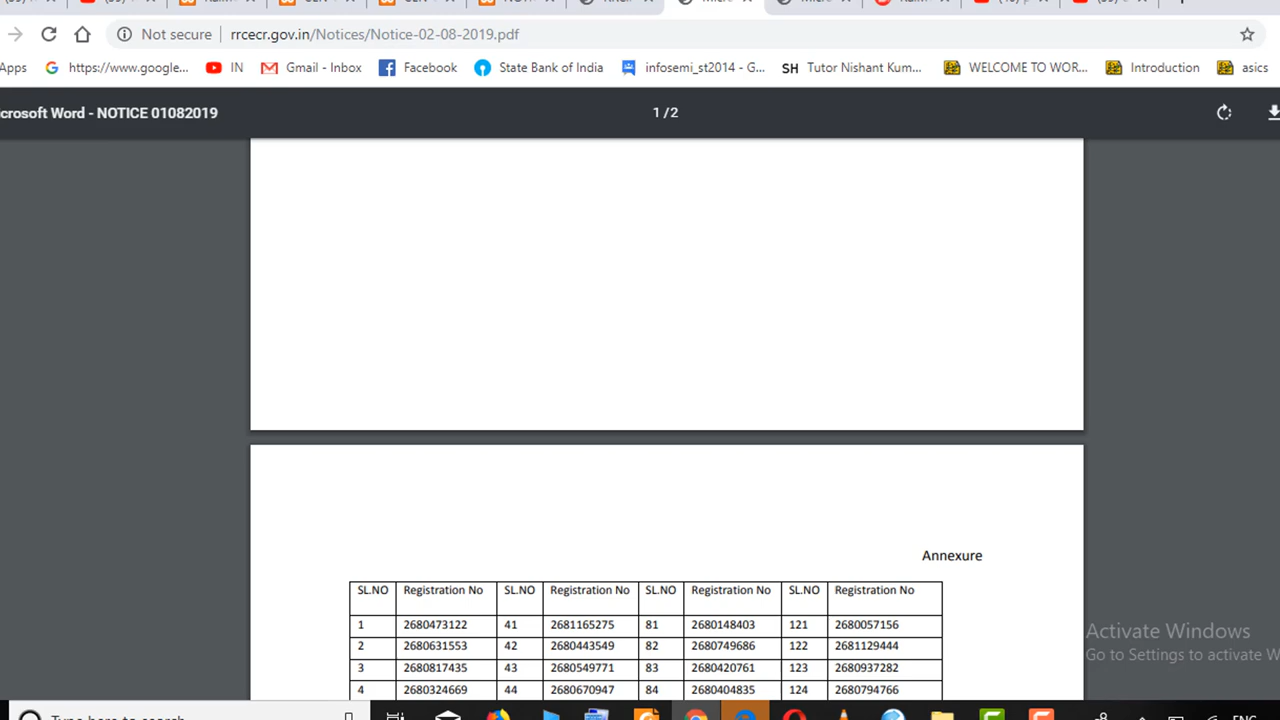 Not secure rrcecr.gov.in/Notices/Notice-02-08-2019.pdf
Apps https://www.google... IN Gmail - Inbox Facebook State Bank of India infosemi_st2014 - G... SH Tutor Nishant Kum... WELCOME TO WOR... Introduction asics
crosoft Word - NOTICE 01082019 1 / 2
Annexure
SL.NO Registration No SL.NO Registration No SL.NO Registration No SL.NO Registration No
1 2680473122 41 2681165275 81 2680148403 121 2680057156
2 2680631553 42 2680443549 82 2680749686 122 2681129444
3 2680817435 43 2680549771 83 2680420761 123 2680937282
4 2680324669 44 2680670947 84 2680404835 124 2680794766
Activate Windows
Go to Settings to activate W
Type here to search
ENG